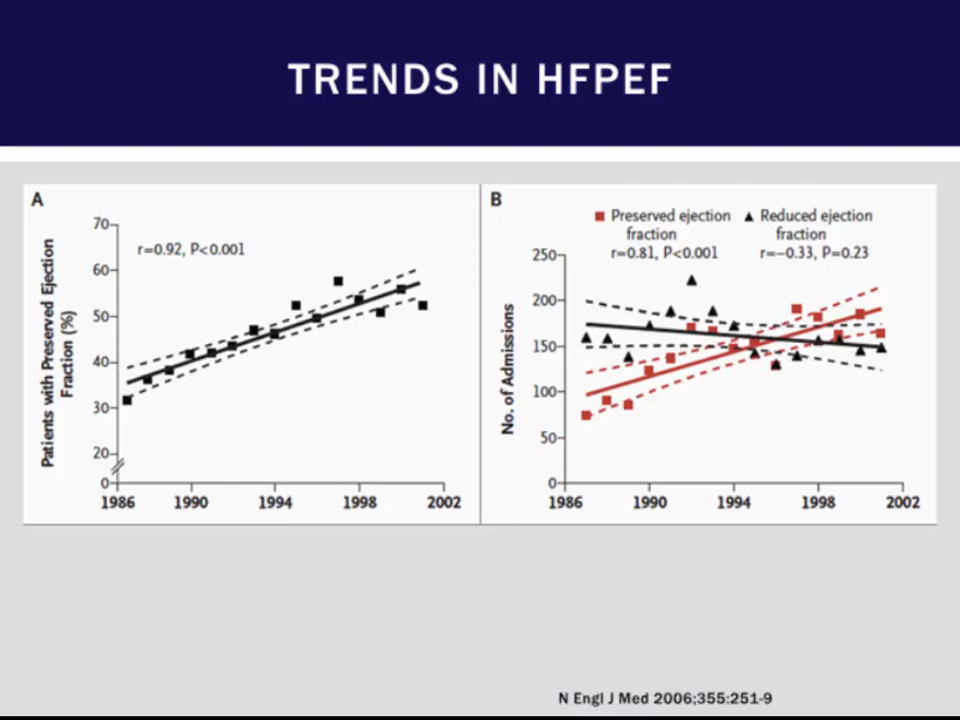 TRENDS IN HFPEF
A
Patients with Preserved Ejection
Fraction (%)
r=0.92, P<0.001
70
60
50
40
30
20
0
1986
1990
1994
1998
2002
B
Preserved ejection
fraction
r=0.81, P<0.001
Reduced ejection
fraction
r=−0.33, P=0.23
No. of Admissions
250
200
150
100
50
0
1986
1990
1994
1998
2002
N Engl J Med 2006;355:251-9